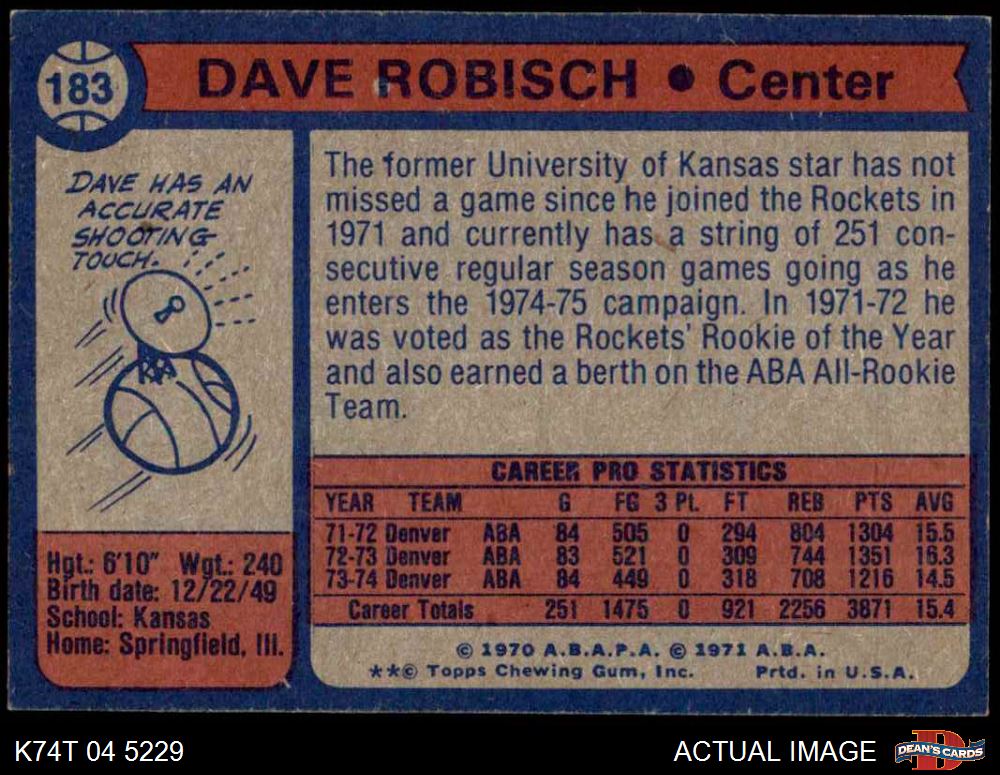 183
DAVE ROBISCH • Center
DAVE HAS AN
ACCURATE
SHOOTING
TOUCH.
The former University of Kansas star has not
missed a game since he joined the Rockets in
1971 and currently has a string of 251 con-
secutive regular season games going as he
enters the 1974-75 campaign. In 1971-72 he
was voted as the Rockets' Rookie of the Year
and also earned a berth on the ABA All-Rookie
Team.
CAREER PRO STATISTICS
YEAR TEAM G FG 3 PL FT REB PTS AVG
71-72 Denver ABA 84 505 0 294 804 1304 15.5
72-73 Denver ABA 83 521 0 309 744 1351 16.3
73-74 Denver ABA 84 449 0 318 708 1216 14.5
Career Totals 251 1475 0 921 2256 3871 15.4
Hgt.: 6'10" Wgt.: 240
Birth date: 12/22/49
School: Kansas
Home: Springfield, Ill.
© 1970 A.B.A.P.A. © 1971 A.B.A.
**© Topps Chewing Gum, Inc. Prtd. in U.S.A.
K74T 04 5229
ACTUAL IMAGE
D
DEAN'S CARDS